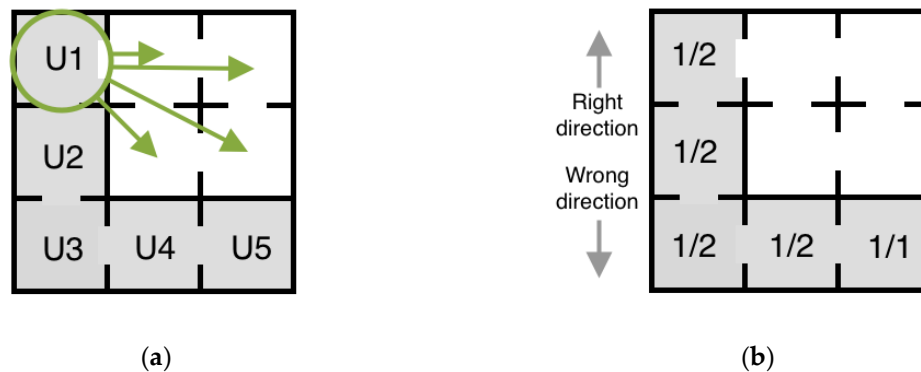 U1
U2
U3 U4 U5
(a)
Right
direction
Wrong
direction
1/2
1/2
1/2 1/2 1/1
(b)